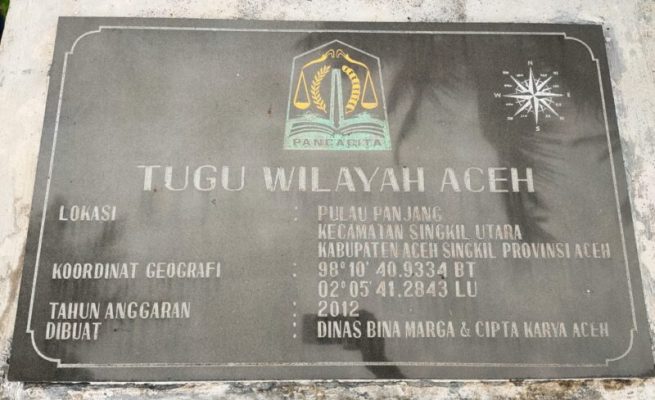 PANCACITA
N
W E
S
TUGU WILAYAH ACEH
LOKASI : PULAU PANJANG
KECAMATAN SINGKIL UTARA
KABUPATEN ACEH SINGKIL PROVINSI ACEH
KOORDINAT GEOGRAFI : 98° 10' 40.9334 BT
02° 05' 41.2843 LU
TAHUN ANGGARAN : 2012
DIBUAT : DINAS BINA MARGA & CIPTA KARYA ACEH